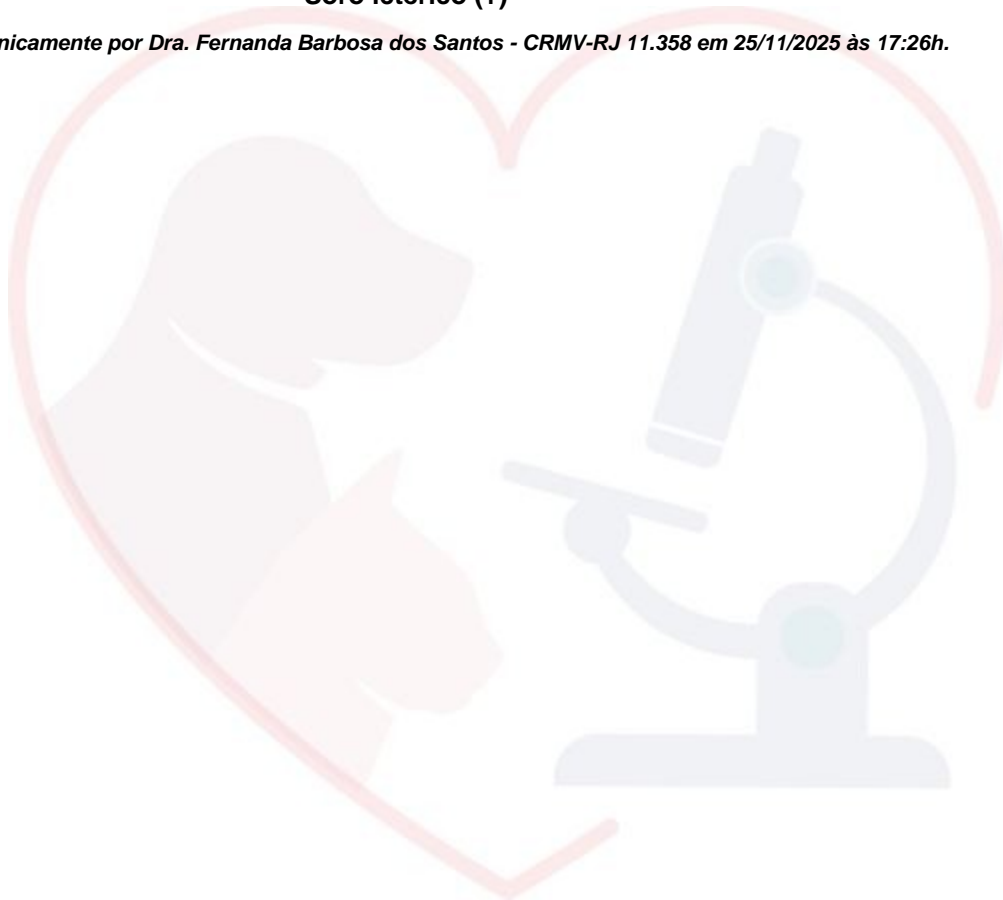 nicamente por Dra. Fernanda Barbosa dos Santos - CRMV-RJ 11.358 em 25/11/2025 às 17:26h.